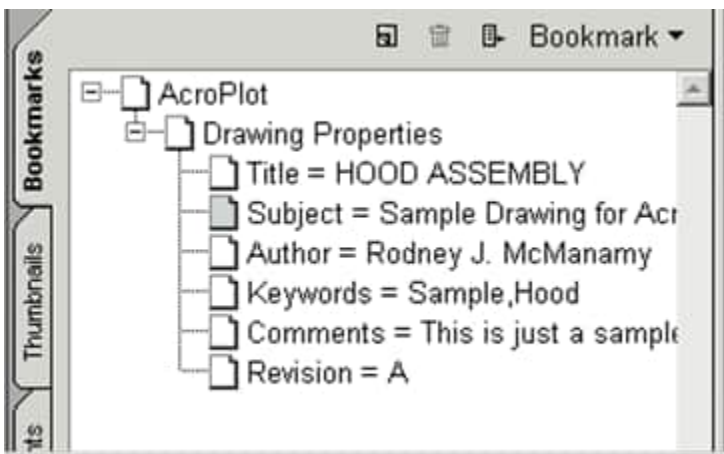 Bookmark
Bookmarks
Thumbnails
AcroPlot
Drawing Properties
Title = HOOD ASSEMBLY
Subject = Sample Drawing for Acr
Author = Rodney J. McManamy
Keywords = Sample,Hood
Comments = This is just a sample
Revision = A